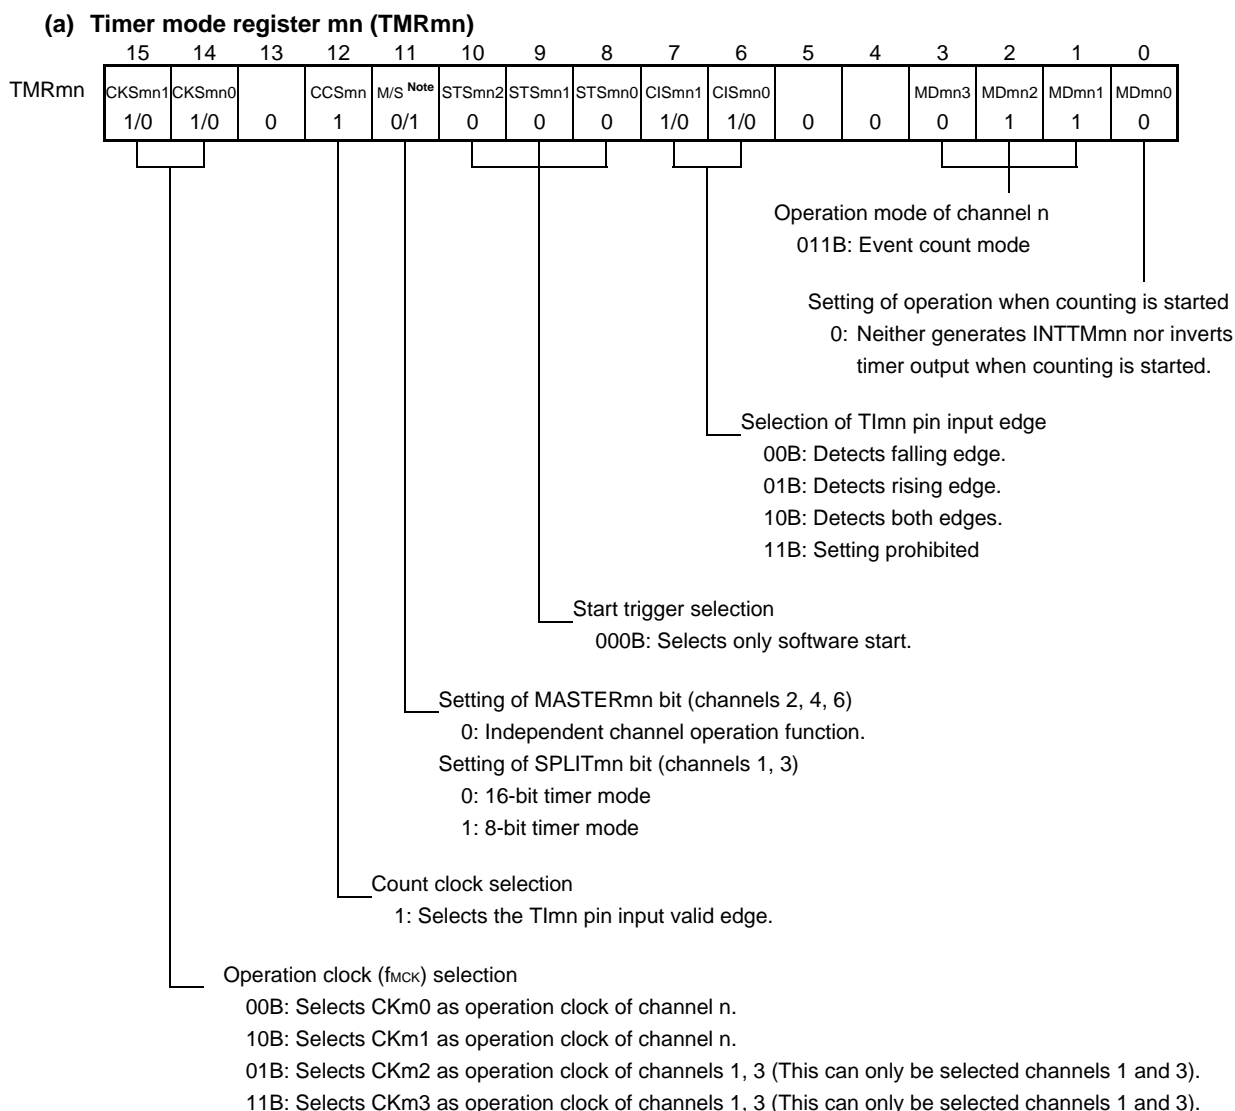 (a) Timer mode register mn (TMRmn)
15 14 13 12 11 10 9 8 7 6 5 4 3 2 1 0
TMRmn CKSmn1 CKSmn0 CCSmn M/S Note STSmn2 STSmn1 STSmn0 CISmn1 CISmn0 MDmn3 MDmn2 MDmn1 MDmn0
1/0 1/0 0 1 0/1 0 0 0 1/0 1/0 0 0 0 1 1 0
Operation mode of channel n
011B: Event count mode
Setting of operation when counting is started
0: Neither generates INTTMmn nor inverts
timer output when counting is started.
Selection of TImn pin input edge
00B: Detects falling edge.
01B: Detects rising edge.
10B: Detects both edges.
11B: Setting prohibited
Start trigger selection
000B: Selects only software start.
Setting of MASTERmn bit (channels 2, 4, 6)
0: Independent channel operation function.
Setting of SPLITmn bit (channels 1, 3)
0: 16-bit timer mode
1: 8-bit timer mode
Count clock selection
1: Selects the TImn pin input valid edge.
Operation clock (fMCK) selection
00B: Selects CKm0 as operation clock of channel n.
10B: Selects CKm1 as operation clock of channel n.
01B: Selects CKm2 as operation clock of channels 1, 3 (This can only be selected channels 1 and 3).
11B: Selects CKm3 as operation clock of channels 1, 3 (This can only be selected channels 1 and 3).